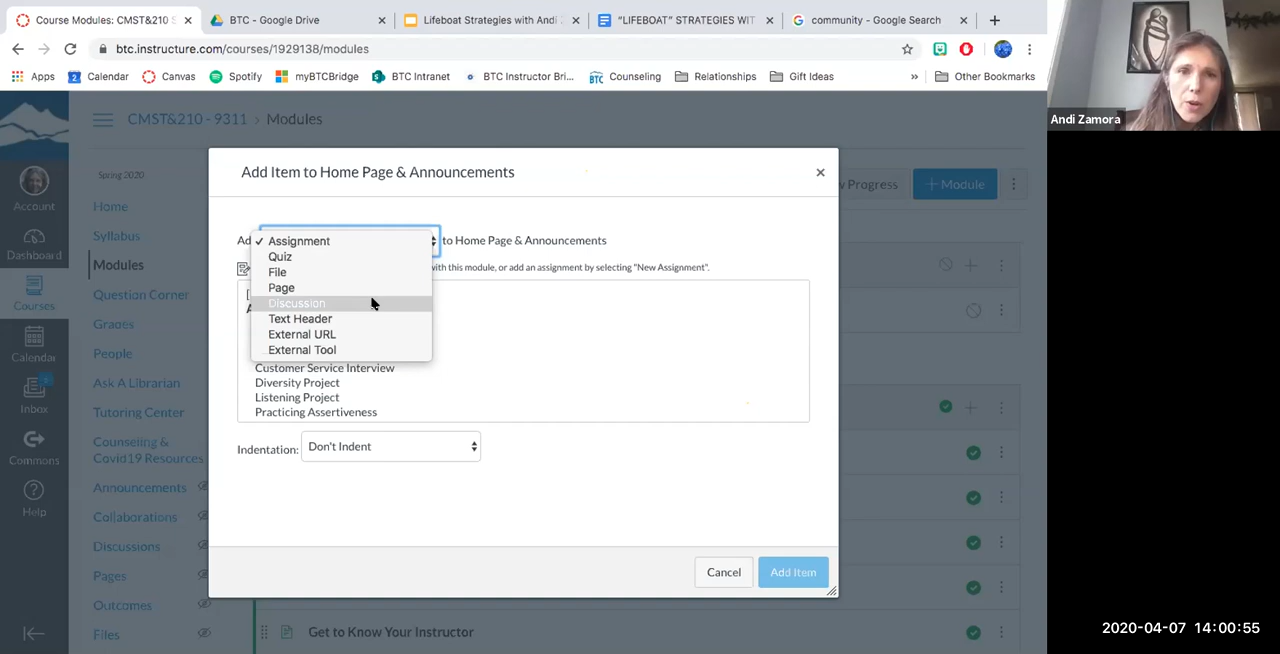 Course Modules: CMST&210 S
BTC - Google Drive
Lifeboat Strategies with Andi
"LIFEBOAT" STRATEGIES WIT
community - Google Search
btc.instructure.com/courses/1929138/modules
Apps
Calendar
Canvas
Spotify
myBTCBridge
BTC Intranet
BTC Instructor Bri...
Counseling
Relationships
Gift Ideas
»
Other Bookmarks
Andi Zamora
CMST&210 - 9311 > Modules
Spring 2020
Account
Dashboard
Courses
Calendar
Inbox
Commons
Help
Home
Syllabus
Modules
Question Corner
Grades
People
Ask A Librarian
Tutoring Center
Counseling &
Covid19 Resources
Announcements
Collaborations
Discussions
Pages
Outcomes
Files
w Progress
+ Module
Add Item to Home Page & Announcements
Ad
to Home Page & Announcements
Assignment
Quiz
File
Page
Discussion
Text Header
External URL
External Tool
with this module, or add an assignment by selecting "New Assignment".
Customer Service Interview
Diversity Project
Listening Project
Practicing Assertiveness
Indentation:
Don't Indent
Cancel
Add Item
Get to Know Your Instructor
2020-04-07 14:00:55